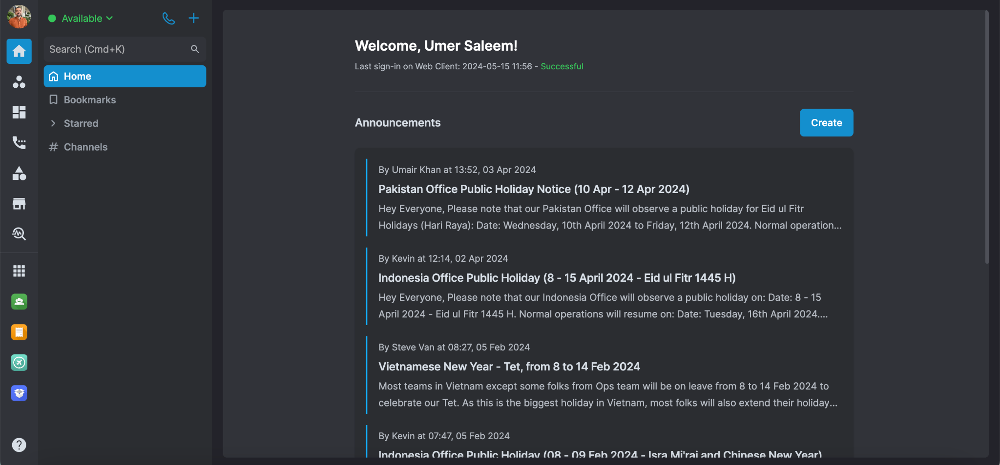 Available
Search (Cmd+K)
Home
Bookmarks
Starred
# Channels
Welcome, Umer Saleem!
Last sign-in on Web Client: 2024-05-15 11:56 - Successful
Announcements
Create
By Umair Khan at 13:52, 03 Apr 2024
Pakistan Office Public Holiday Notice (10 Apr - 12 Apr 2024)
Hey Everyone, Please note that our Pakistan Office will observe a public holiday for Eid ul Fitr
Holidays (Hari Raya): Date: Wednesday, 10th April 2024 to Friday, 12th April 2024. Normal operation...
By Kevin at 12:14, 02 Apr 2024
Indonesia Office Public Holiday (8 - 15 April 2024 - Eid ul Fitr 1445 H)
Hey Everyone, Please note that our Indonesia Office will observe a public holiday on: Date: 8 - 15
April 2024 - Eid ul Fitr 1445 H. Normal operations will resume on: Date: Tuesday, 16th April 2024....
By Steve Van at 08:27, 05 Feb 2024
Vietnamese New Year - Tet, from 8 to 14 Feb 2024
Most teams in Vietnam except some folks from Ops team will be on leave from 8 to 14 Feb 2024 to
celebrate our Tet. As this is the biggest holiday in Vietnam, most folks will also extend their holiday...
By Kevin at 07:47, 05 Feb 2024
Indonesia Office Public Holiday (08 - 09 Feb 2024 - Isra Mi'raj and Chinese New Year)
?